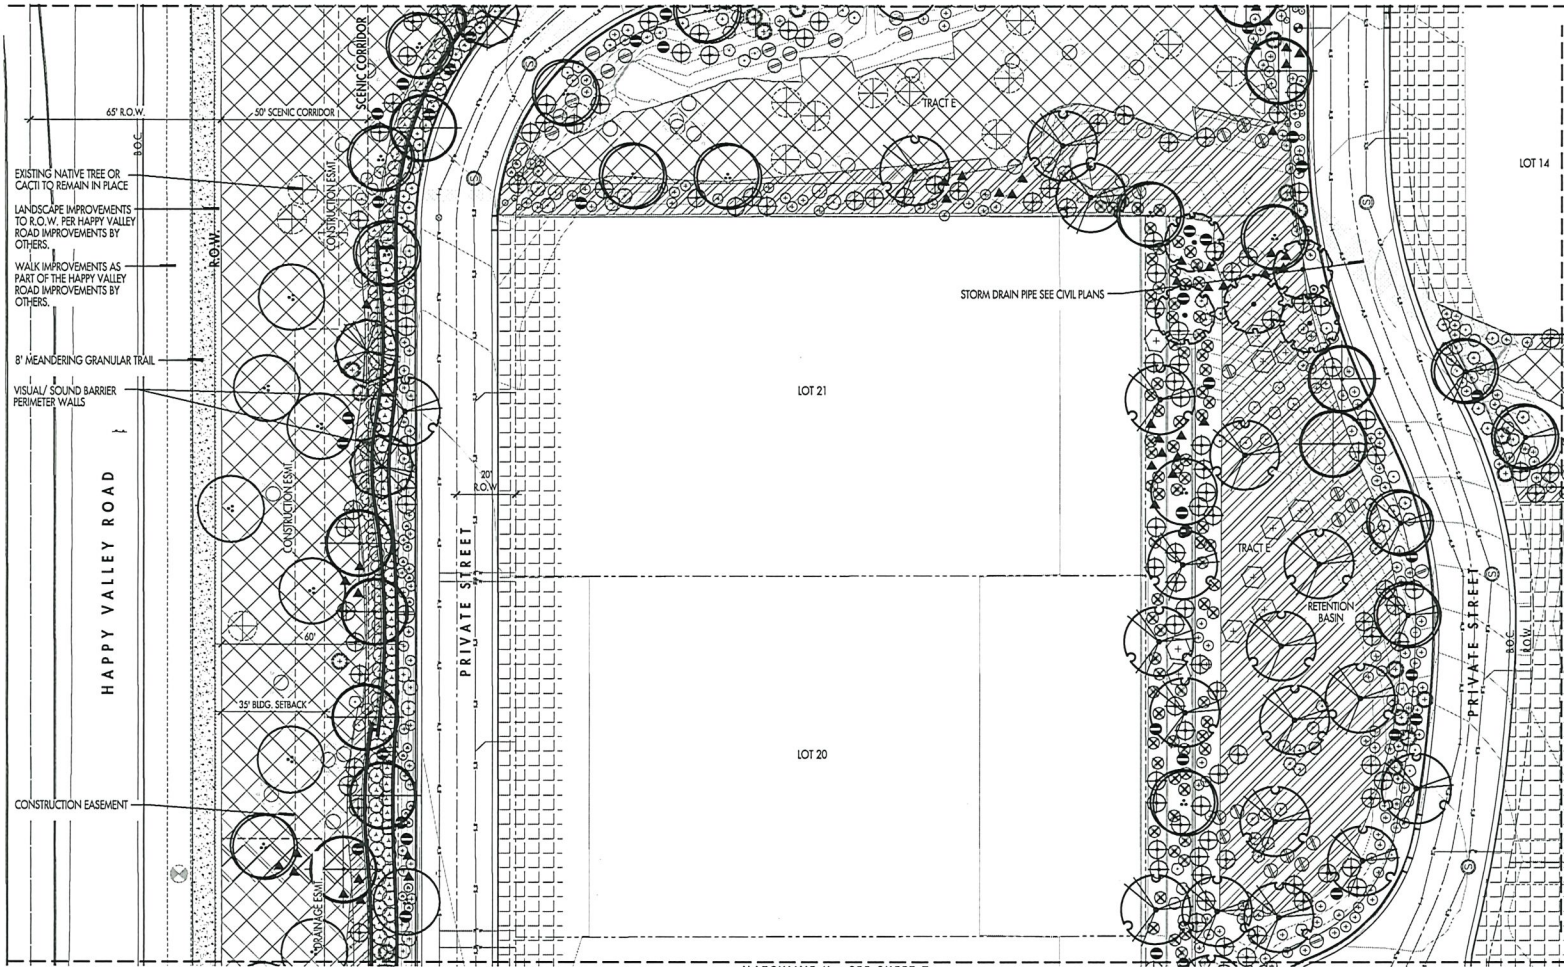 SCENIC CORRIDOR
65' R.O.W.
50' SCENIC CORRIDOR
B.O.C.
TRACT E
LOT 14
EXISTING NATIVE TREE OR
CACTI TO REMAIN IN PLACE
CONSTRUCTION ESMT.
LANDSCAPE IMPROVEMENTS
TO R.O.W. PER HAPPY VALLEY
ROAD IMPROVEMENTS BY
OTHERS.
R.O.W.
WALK IMPROVEMENTS AS
PART OF THE HAPPY VALLEY
ROAD IMPROVEMENTS BY
OTHERS.
STORM DRAIN PIPE SEE CIVIL PLANS
8' MEANDERING GRANULAR TRAIL
VISUAL/ SOUND BARRIER
PERIMETER WALLS
LOT 21
20'
R.O.W.
CONSTRUCTION ESMT.
HAPPY VALLEY ROAD
PRIVATE STREET
TRACT E
RETENTION
BASIN
PRIVATE STREET
B.O.C.
R.O.W.
60'
35' BLDG. SETBACK
LOT 20
CONSTRUCTION EASEMENT
DRAINAGE ESMT.